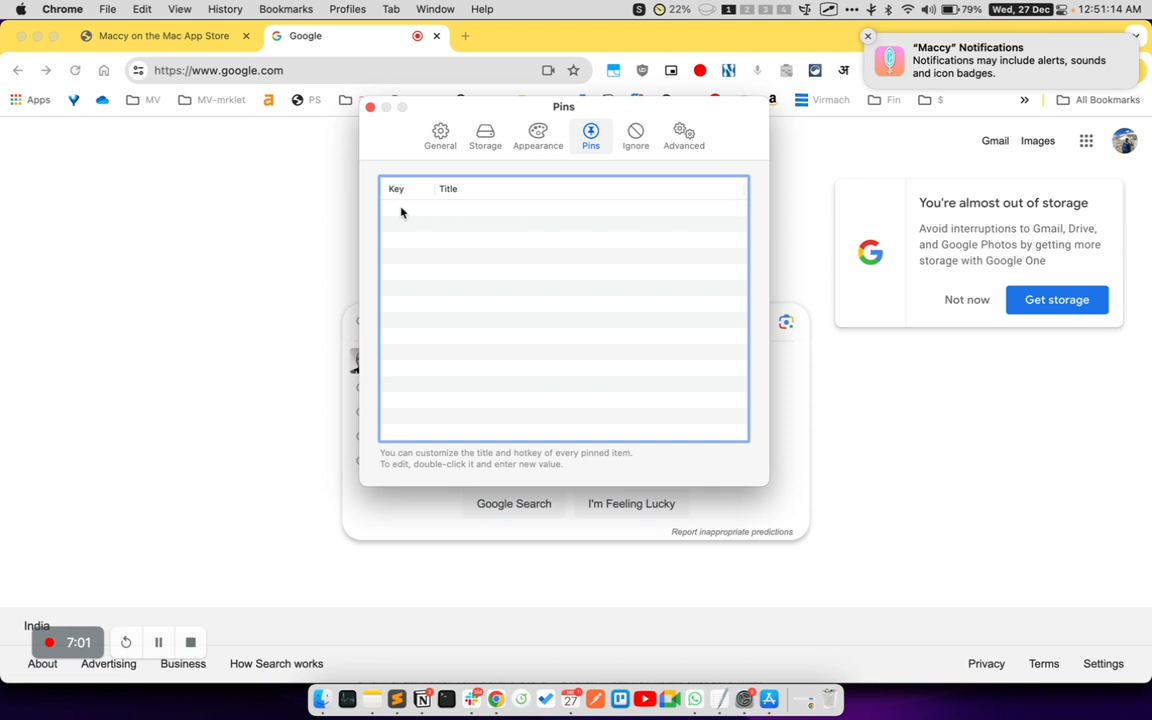 Chrome File Edit View History Bookmarks Profiles Tab Window Help S 22% 1 2 3 4 79% Wed, 27 Dec 12:51:14 AM
Maccy on the Mac App Store Google
https://www.google.com अ
Apps MV MV-mrklet a PS a Virmach Fin $ » All Bookmarks
"Maccy" Notifications
Notifications may include alerts, sounds
and icon badges.
Gmail Images
Pins
General Storage Appearance Pins Ignore Advanced
Key Title
You can customize the title and hotkey of every pinned item.
To edit, double-click it and enter new value.
You're almost out of storage
Avoid interruptions to Gmail, Drive,
and Google Photos by getting more
storage with Google One
Not now Get storage
Google Search I'm Feeling Lucky
Report inappropriate predictions
India
7:01
About Advertising Business How Search works Privacy Terms Settings
27